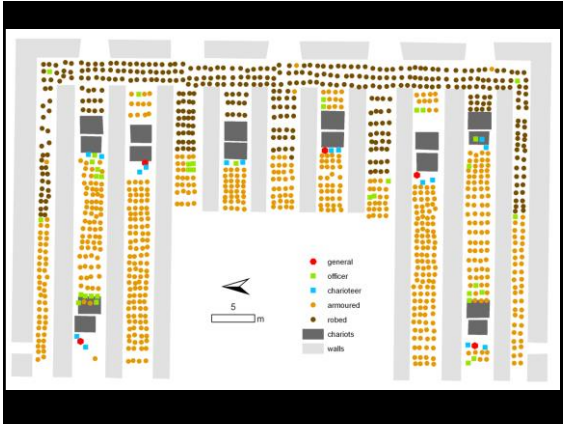 general
officer
charioteer
armoured
robed
chariots
walls
5
m